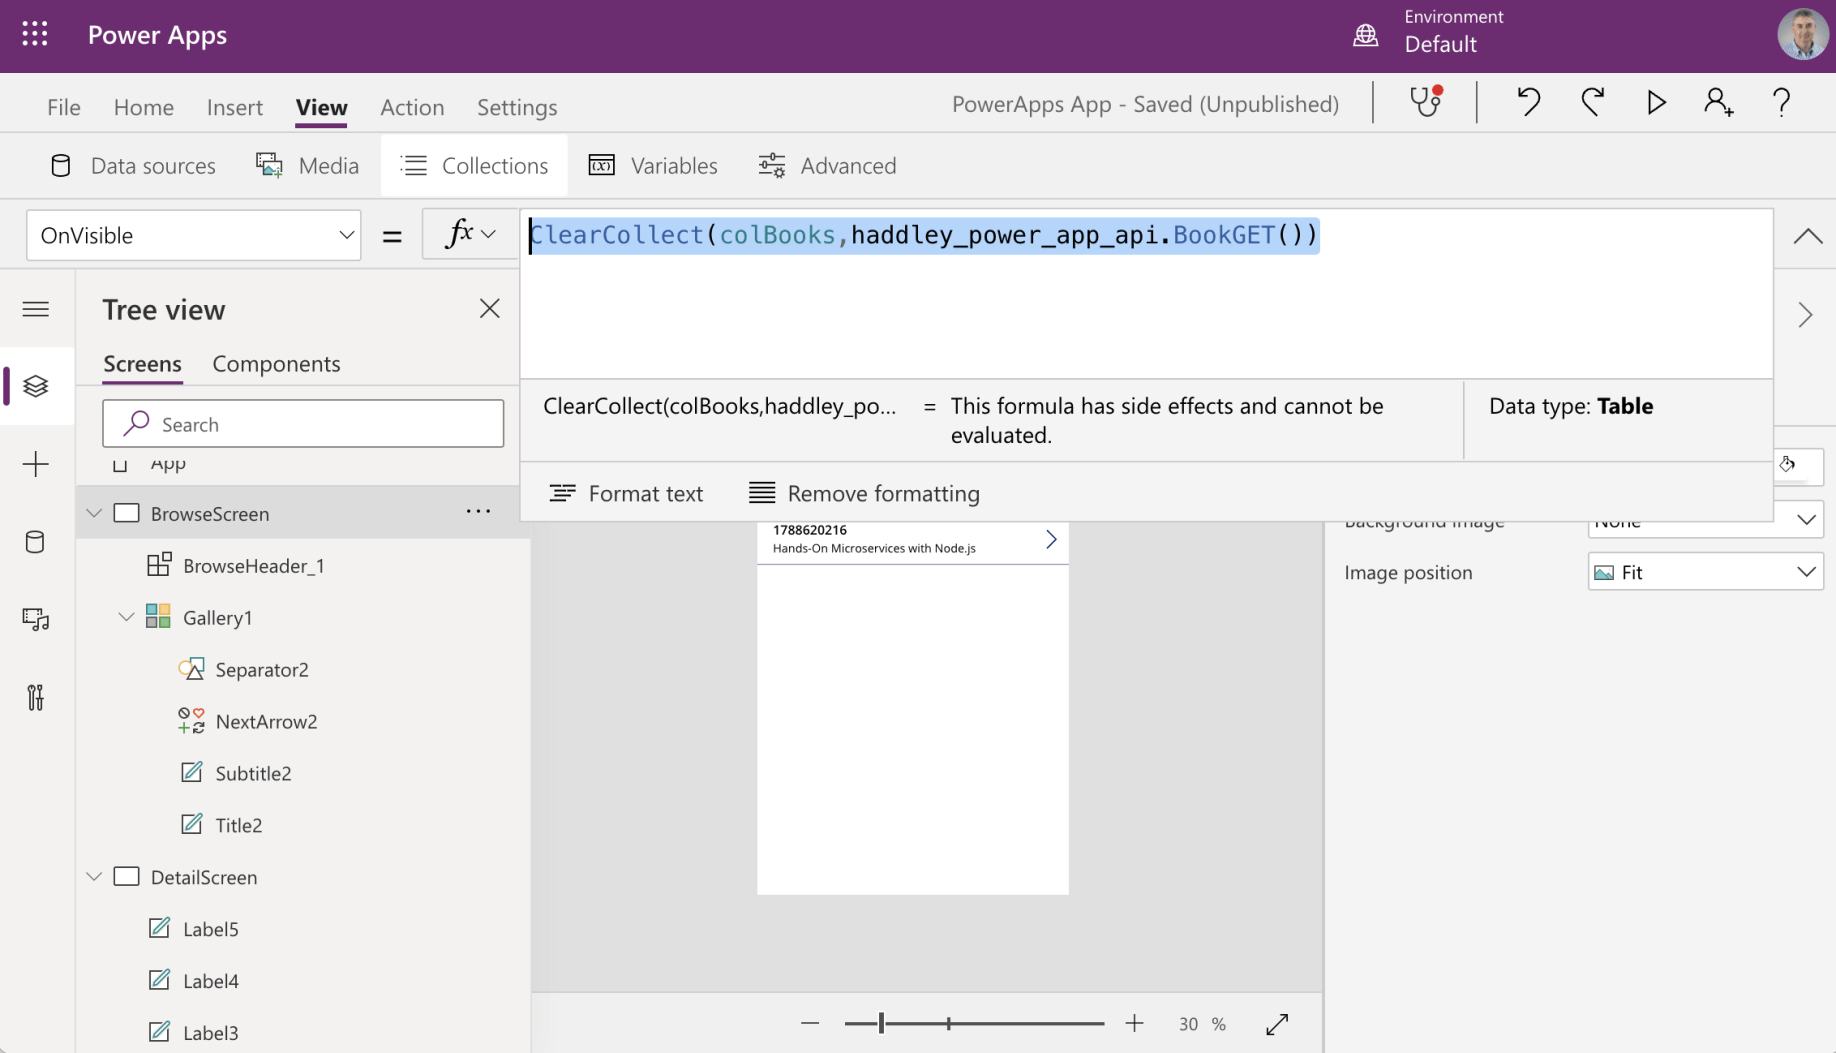 Power Apps
Environment
Default
File Home Insert View Action Settings
PowerApps App - Saved (Unpublished)
Data sources Media Collections Variables Advanced
OnVisible = fx ClearCollect(colBooks,haddley_power_app_api.BookGET())
Tree view
Screens Components
Search
ClearCollect(colBooks,haddley_po... = This formula has side effects and cannot be
evaluated.
Data type: Table
Format text Remove formatting
App
BrowseScreen ...
BrowseHeader_1
Gallery1
Separator2
NextArrow2
Subtitle2
Title2
DetailScreen
Label5
Label4
Label3
1788620216
Hands-On Microservices with Node.js
Background image None
Image position Fit
30 %